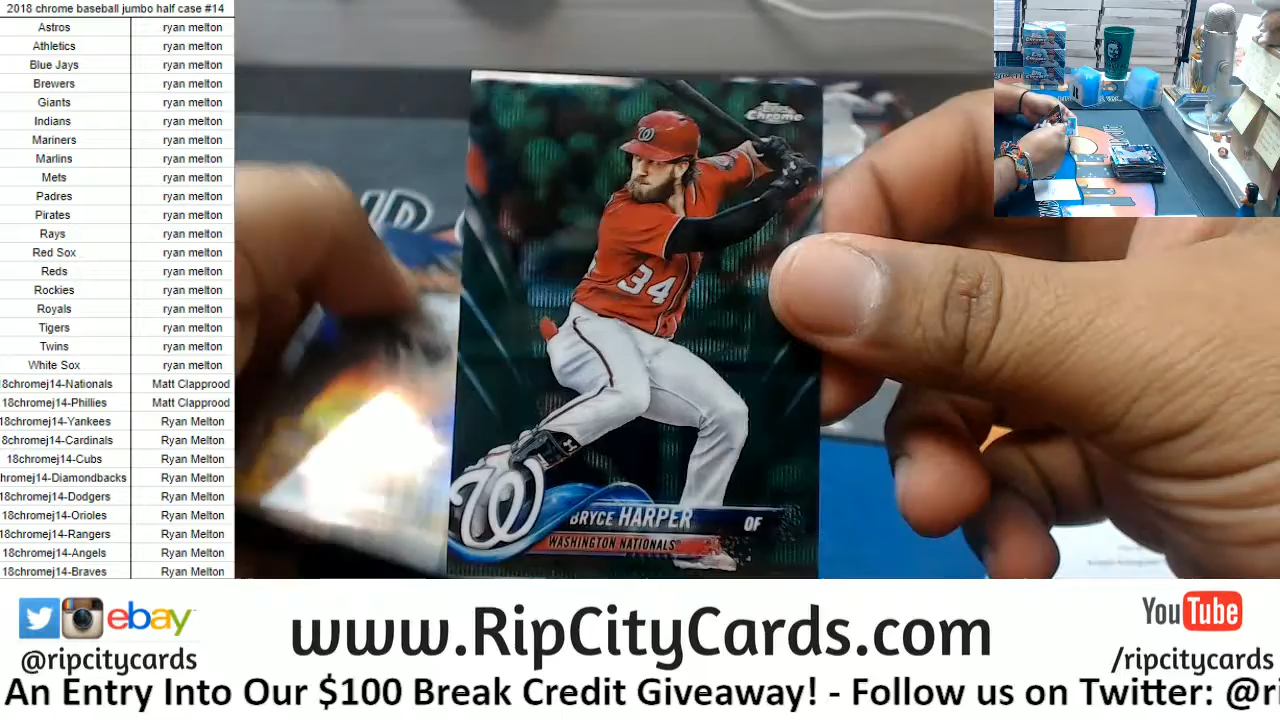 2018 chrome baseball jumbo half case #14
Astros ryan melton
Athletics ryan melton
Blue Jays ryan melton
Brewers ryan melton
Giants ryan melton
Indians ryan melton
Mariners ryan melton
Marlins ryan melton
Mets ryan melton
Padres ryan melton
Pirates ryan melton
Rays ryan melton
Red Sox ryan melton
Reds ryan melton
Rockies ryan melton
Royals ryan melton
Tigers ryan melton
Twins ryan melton
White Sox ryan melton
18chromej14-Nationals Matt Clapprood
18chromej14-Phillies Matt Clapprood
18chromej14-Yankees Ryan Melton
8chromej14-Cardinals Ryan Melton
18chromej14-Cubs Ryan Melton
hromej14-Diamondbacks Ryan Melton
18chromej14-Dodgers Ryan Melton
18chromej14-Orioles Ryan Melton
18chromej14-Rangers Ryan Melton
18chromej14-Angels Ryan Melton
18chromej14-Braves Ryan Melton
Topps
Chrome
W
34
W
BRYCE HARPER OF
WASHINGTON NATIONALS
ebay
@ripcitycards
www.RipCityCards.com
YouTube
/ripcitycards
An Entry Into Our $100 Break Credit Giveaway! - Follow us on Twitter: @ri